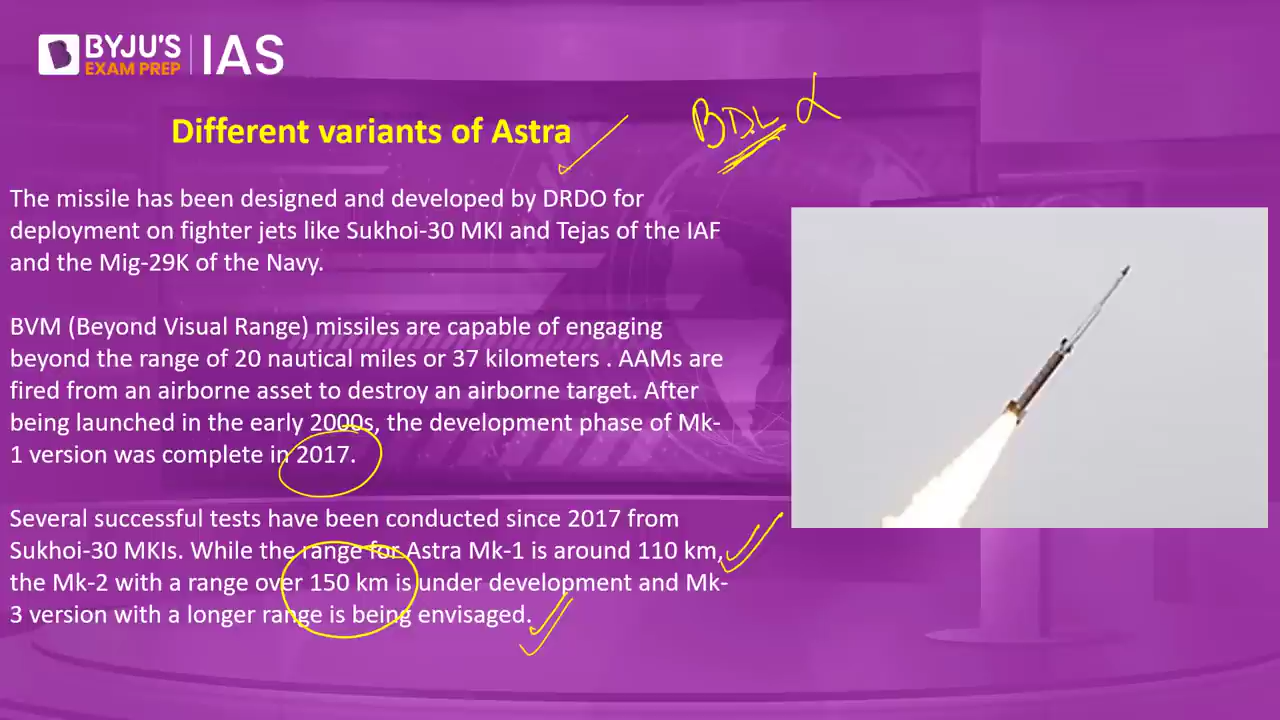 BYJU'S
EXAM PREP
IAS
Different variants of Astra
BDL
The missile has been designed and developed by DRDO for
deployment on fighter jets like Sukhoi-30 MKI and Tejas of the IAF
and the Mig-29K of the Navy.
BVM (Beyond Visual Range) missiles are capable of engaging
beyond the range of 20 nautical miles or 37 kilometers . AAMs are
fired from an airborne asset to destroy an airborne target. After
being launched in the early 2000s, the development phase of Mk-
1 version was complete in 2017.
Several successful tests have been conducted since 2017 from
Sukhoi-30 MKIs. While the range for Astra Mk-1 is around 110 km,
the Mk-2 with a range over 150 km is under development and Mk-
3 version with a longer range is being envisaged.